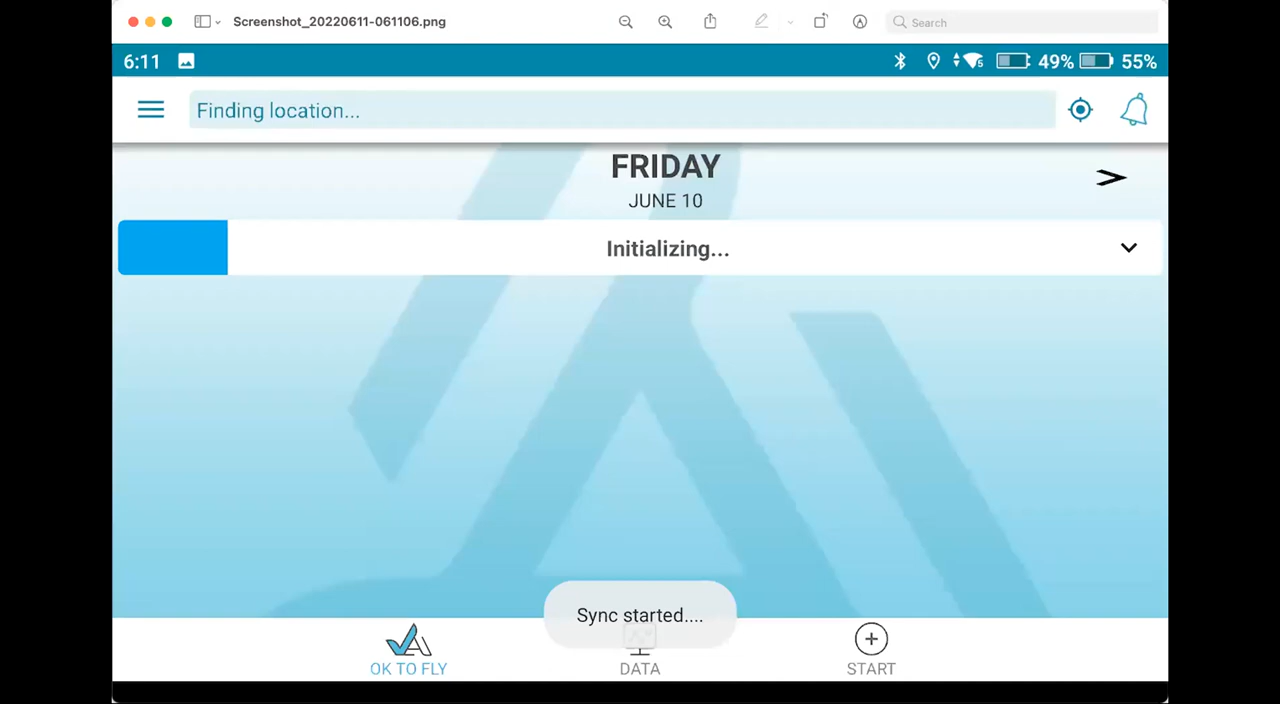 Screenshot_20220611-061106.png
Search
6:11
49% 55%
Finding location...
FRIDAY
JUNE 10
Initializing...
Sync started....
OK TO FLY
DATA
START